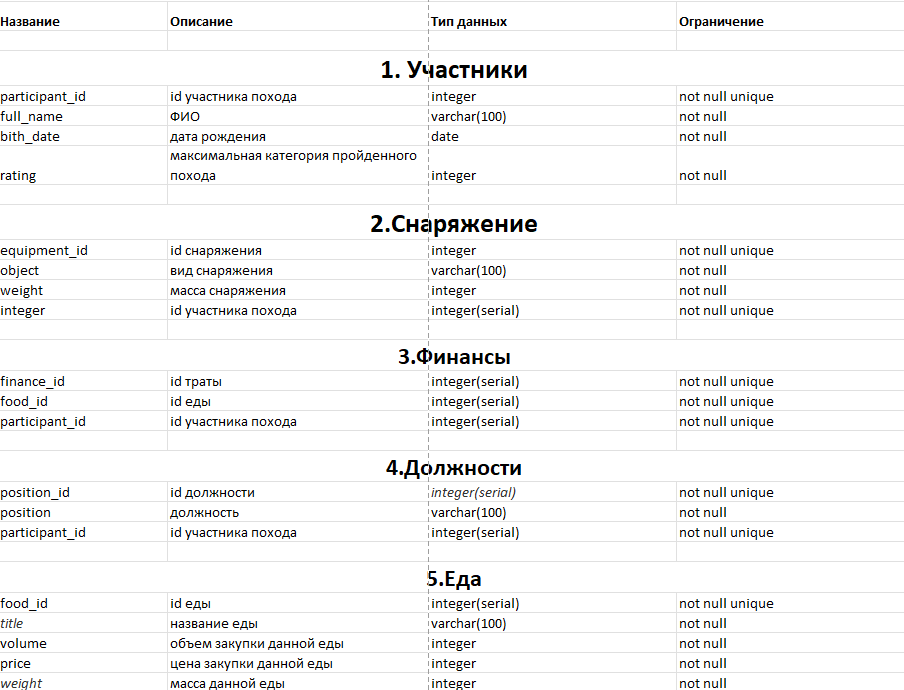 Название Описание Тип данных Ограничение
1. Участники
participant_id id участника похода integer not null unique
full_name ФИО varchar(100) not null
bith_date дата рождения date not null
максимальная категория пройденного
rating похода integer not null
2.Снаряжение
equipment_id id снаряжения integer not null unique
object вид снаряжения varchar(100) not null
weight масса снаряжения integer not null
integer id участника похода integer(serial) not null unique
3.Финансы
finance_id id траты integer(serial) not null unique
food_id id еды integer(serial) not null unique
participant_id id участника похода integer(serial) not null unique
4.Должности
position_id id должности integer(serial) not null unique
position должность varchar(100) not null
participant_id id участника похода integer(serial) not null unique
5.Еда
food_id id еды integer(serial) not null unique
title название еды varchar(100) not null
volume объем закупки данной еды integer not null
price цена закупки данной еды integer not null
weight масса данной еды integer not null